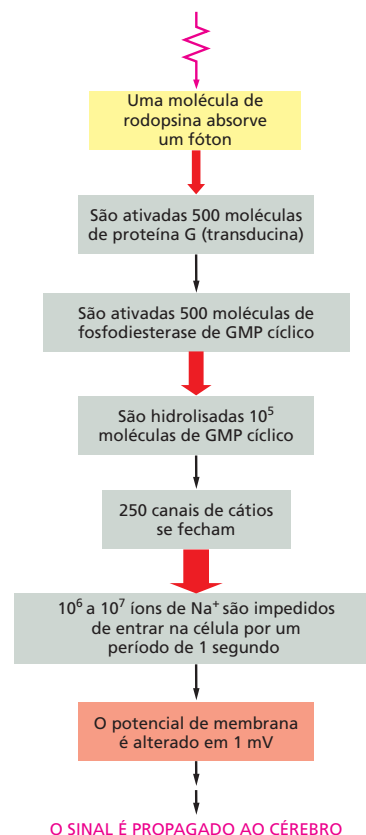 Uma molécula de
rodopsina absorve
um fóton
São ativadas 500 moléculas
de proteína G (transducina)
São ativadas 500 moléculas de
fosfodiesterase de GMP cíclico
São hidrolisadas 10⁵
moléculas de GMP cíclico
250 canais de cátios
se fecham
10⁶ a 10⁷ íons de Na⁺ são impedidos
de entrar na célula por um
período de 1 segundo
O potencial de membrana
é alterado em 1 mV
O SINAL É PROPAGADO AO CÉREBRO